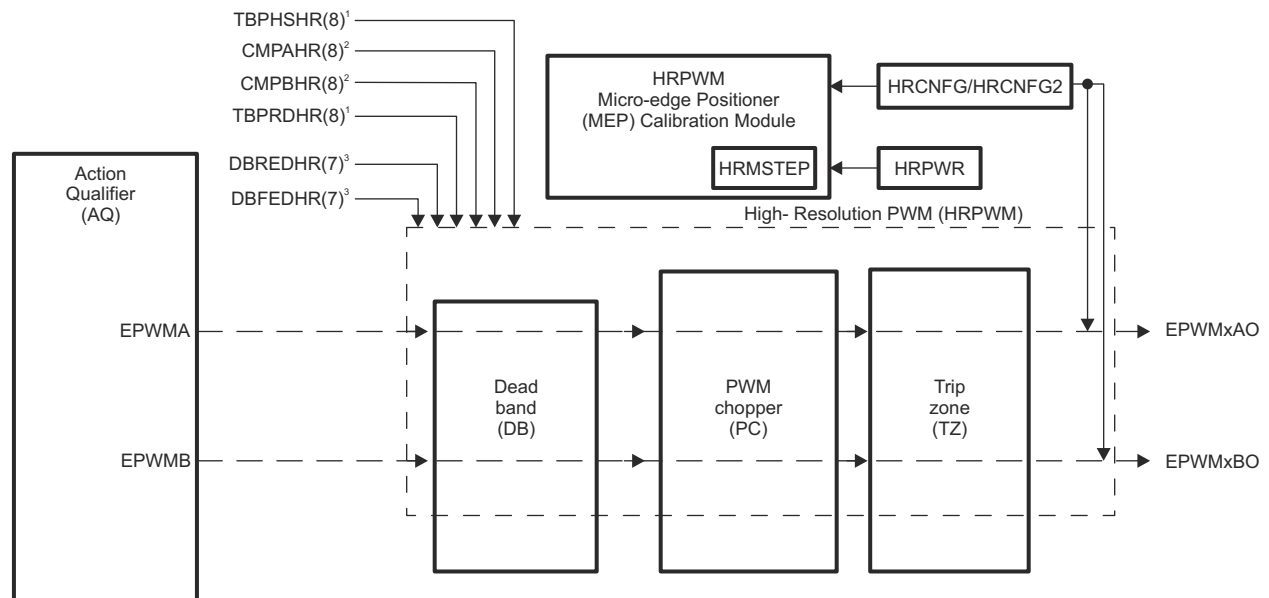 TBPHSHR(8)¹
CMPAHR(8)²
CMPBHR(8)²
TBPRDHR(8)¹
DBREDHR(7)³
DBFEDHR(7)³
HRPWM
Micro-edge Positioner
(MEP) Calibration Module
HRMSTEP
HRCNFG/HRCNFG2
HRPWR
High- Resolution PWM (HRPWM)
Action
Qualifier
(AQ)
EPWMA
EPWMB
Dead
band
(DB)
PWM
chopper
(PC)
Trip
zone
(TZ)
EPWMxAO
EPWMxBO